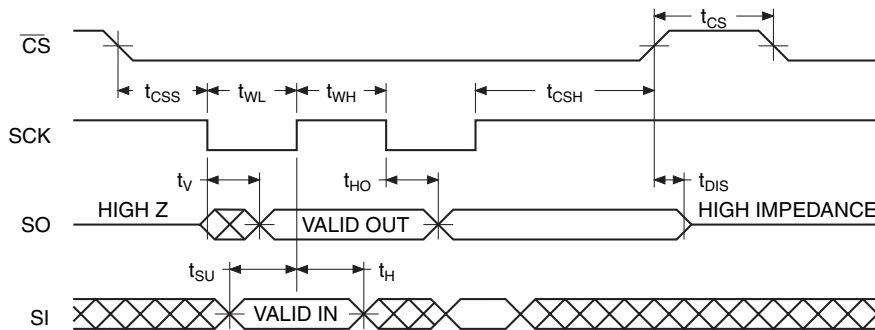 t_CS
C̅S̅
t_CSS t_WL t_WH t_CSH
SCK
t_V t_HO t_DIS
HIGH Z HIGH IMPEDANCE
SO VALID OUT
t_SU t_H
SI VALID IN